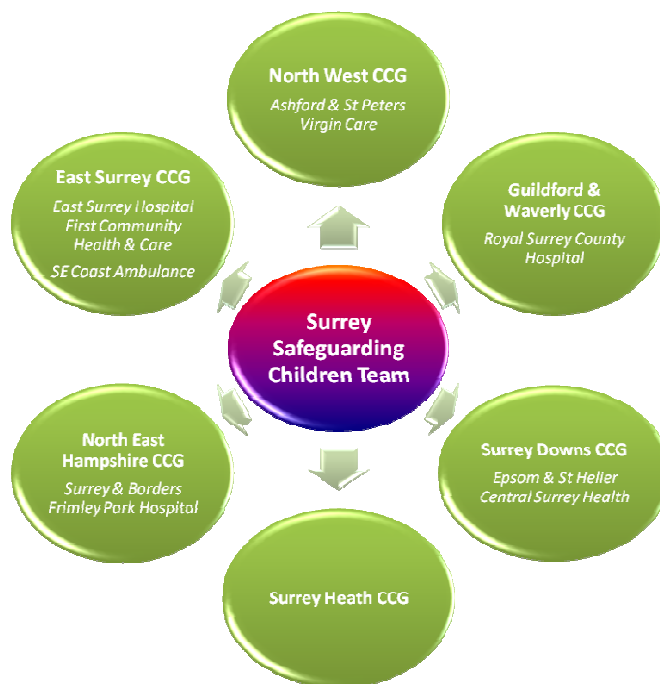 North West CCG
Ashford & St Peters
Virgin Care
East Surrey CCG
East Surrey Hospital
First Community
Health & Care
SE Coast Ambulance
Guildford &
Waverly CCG
Royal Surrey County
Hospital
Surrey
Safeguarding
Children Team
North East
Hampshire CCG
Surrey & Borders
Frimley Park Hospital
Surrey Downs CCG
Epsom & St Helier
Central Surrey Health
Surrey Heath CCG